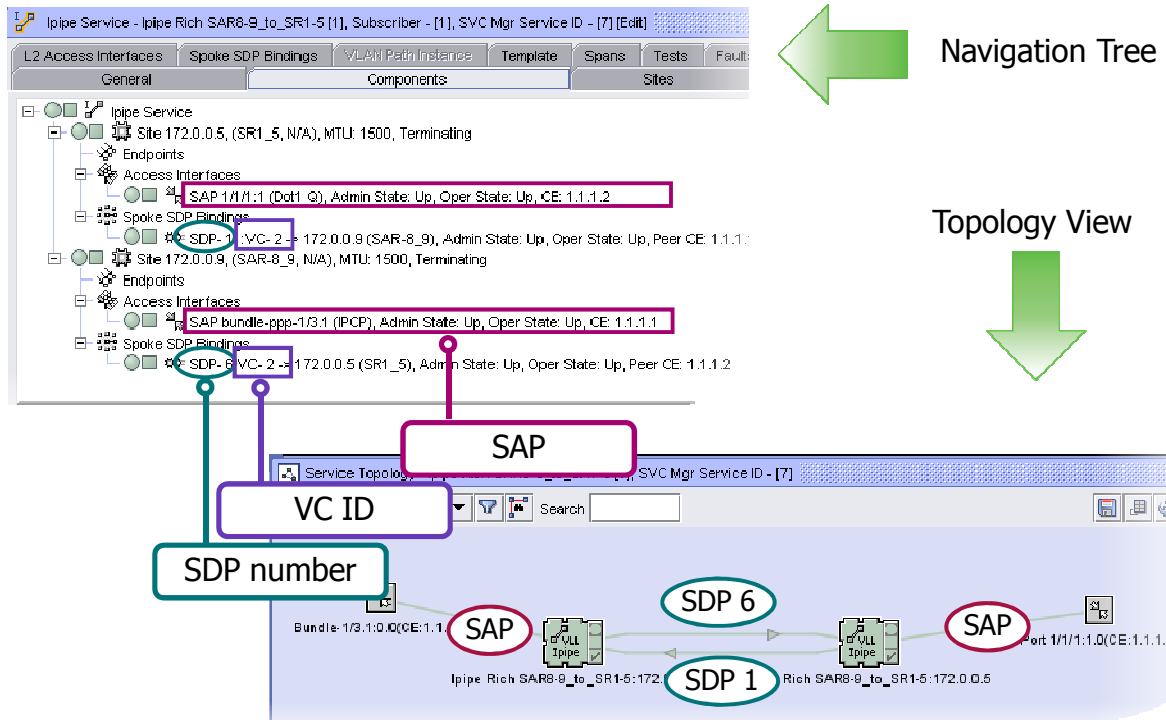 Ipipe Service - Ipipe Rich SAR8-9_to_SR1-5 [1], Subscriber - [1], SVC Mgr Service ID - [7] [Edit]
Navigation Tree
L2 Access Interfaces Spoke SDP Bindings VLAN Path Instance Template Spans Tests Fault
General Components Sites
Ipipe Service
Site 172.0.0.5, (SR1_5, N/A), MTU: 1500, Terminating
Endpoints
Access Interfaces
SAP 1/1/1:1 (Dot1 Q), Admin State: Up, Oper State: Up, CE: 1.1.1.2
Spoke SDP Bindings
SDP- 1 :VC- 2 -> 172.0.0.9 (SAR-8_9), Admin State: Up, Oper State: Up, Peer CE: 1.1.1.
Site 172.0.0.9, (SAR-8_9, N/A), MTU: 1500, Terminating
Endpoints
Access Interfaces
SAP bundle-ppp-1/3.1 (IPCP), Admin State: Up, Oper State: Up, CE: 1.1.1.1
Spoke SDP Bindings
SDP- 6 VC- 2 -> 172.0.0.5 (SR1_5), Admin State: Up, Oper State: Up, Peer CE: 1.1.1.2
Topology View
SAP
VC ID
SDP number
Service Topology SVC Mgr Service ID - [7]
Search
SDP 6
SAP SAP
Bundle-1/3.1:0.0(CE:1.1. Port 1/1/1:1.0(CE:1.1.1.
VLL VLL
Ipipe Ipipe
SDP 1
Ipipe Rich SAR8-9_to_SR1-5:172. Rich SAR8-9_to_SR1-5:172.0.0.5